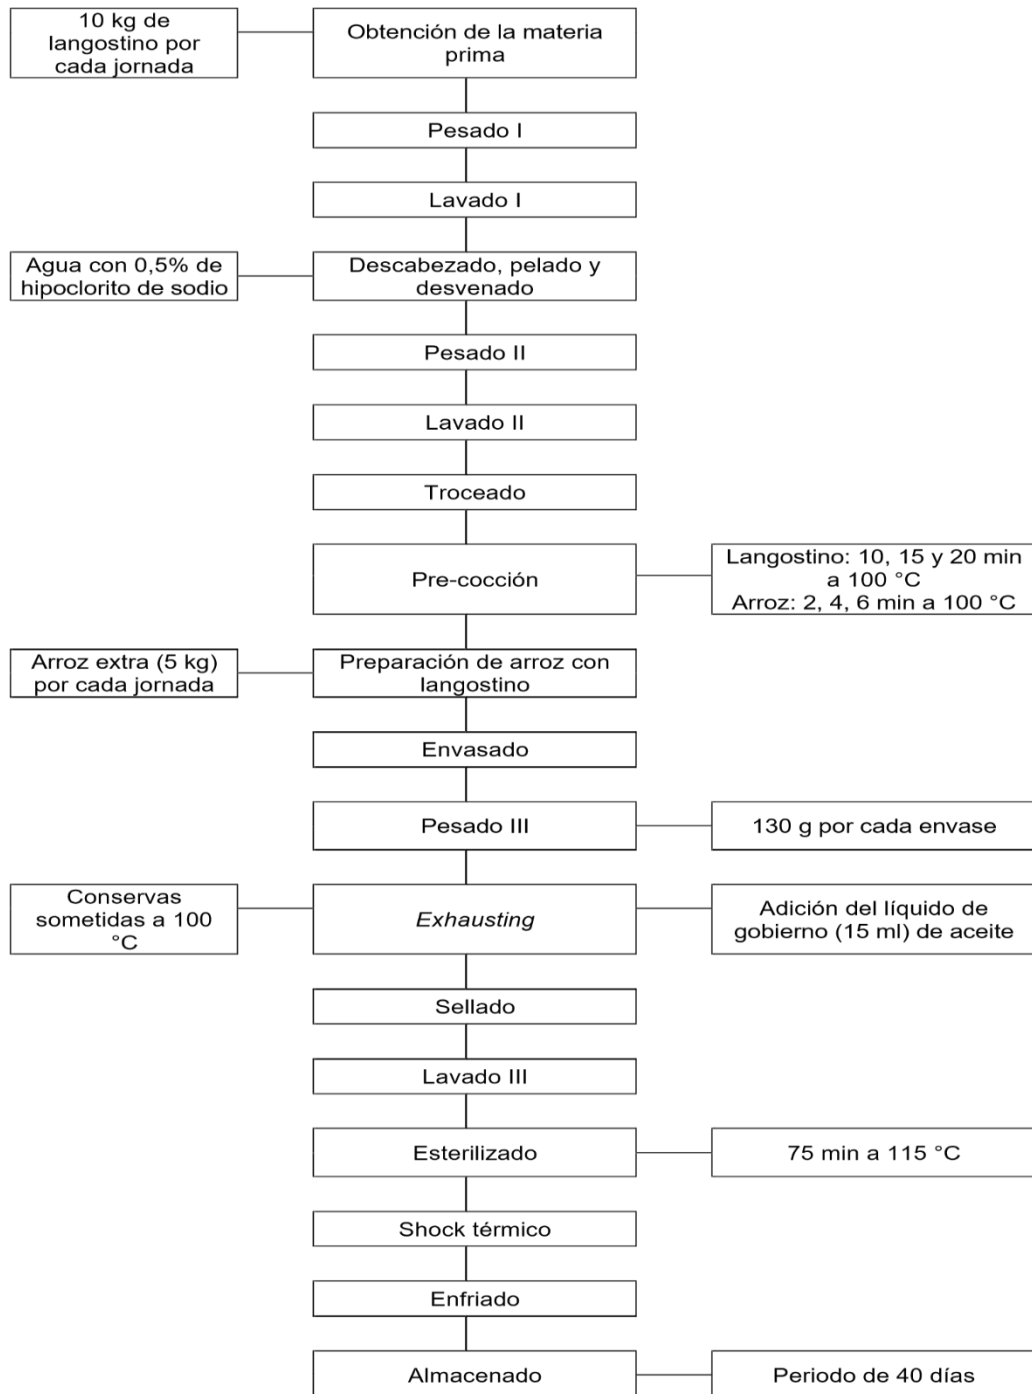 10 kg de
langostino por
cada jornada
Obtención de la materia
prima
Pesado I
Lavado I
Agua con 0,5% de
hipoclorito de sodio
Descabezado, pelado y
desvenado
Pesado II
Lavado II
Troceado
Pre-cocción
Langostino: 10, 15 y 20 min
a 100 °C
Arroz: 2, 4, 6 min a 100 °C
Arroz extra (5 kg)
por cada jornada
Preparación de arroz con
langostino
Envasado
Pesado III
130 g por cada envase
Conservas
sometidas a 100
°C
Exhausting
Adición del líquido de
gobierno (15 ml) de aceite
Sellado
Lavado III
Esterilizado
75 min a 115 °C
Shock térmico
Enfriado
Almacenado
Periodo de 40 días